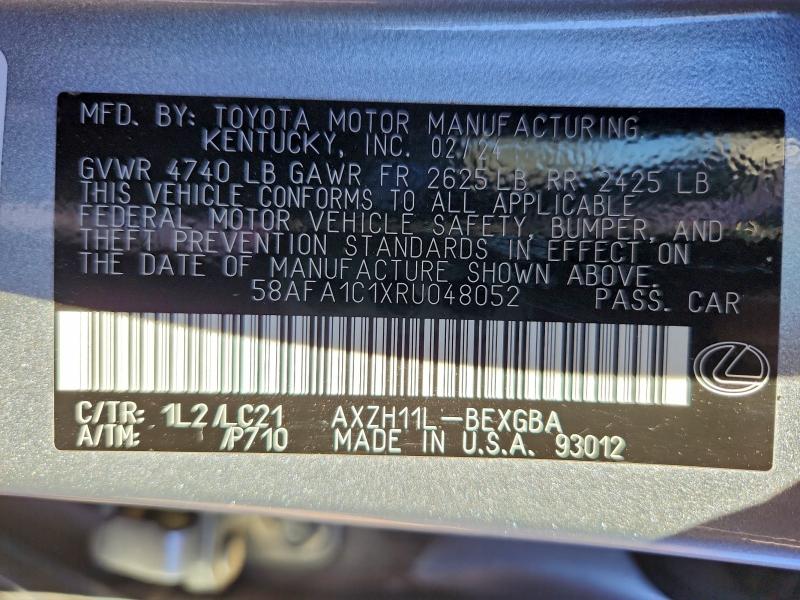 MFD. BY: TOYOTA MOTOR MANUFACTURING
KENTUCKY, INC. 02/24
GVWR 4740 LB GAWR FR 2625LB RR 2425 LB
THIS VEHICLE CONFORMS TO ALL APPLICABLE
FEDERAL MOTOR VEHICLE SAFETY, BUMPER, AND
THEFT PREVENTION STANDARDS IN EFFECT ON
THE DATE OF MANUFACTURE SHOWN ABOVE.
58AFA1C1XRU048052 PASS. CAR
C/TR: 1L2/LC21 AXZH11L-BEXGBA
A/TM: /P710 MADE IN U.S.A. 93012